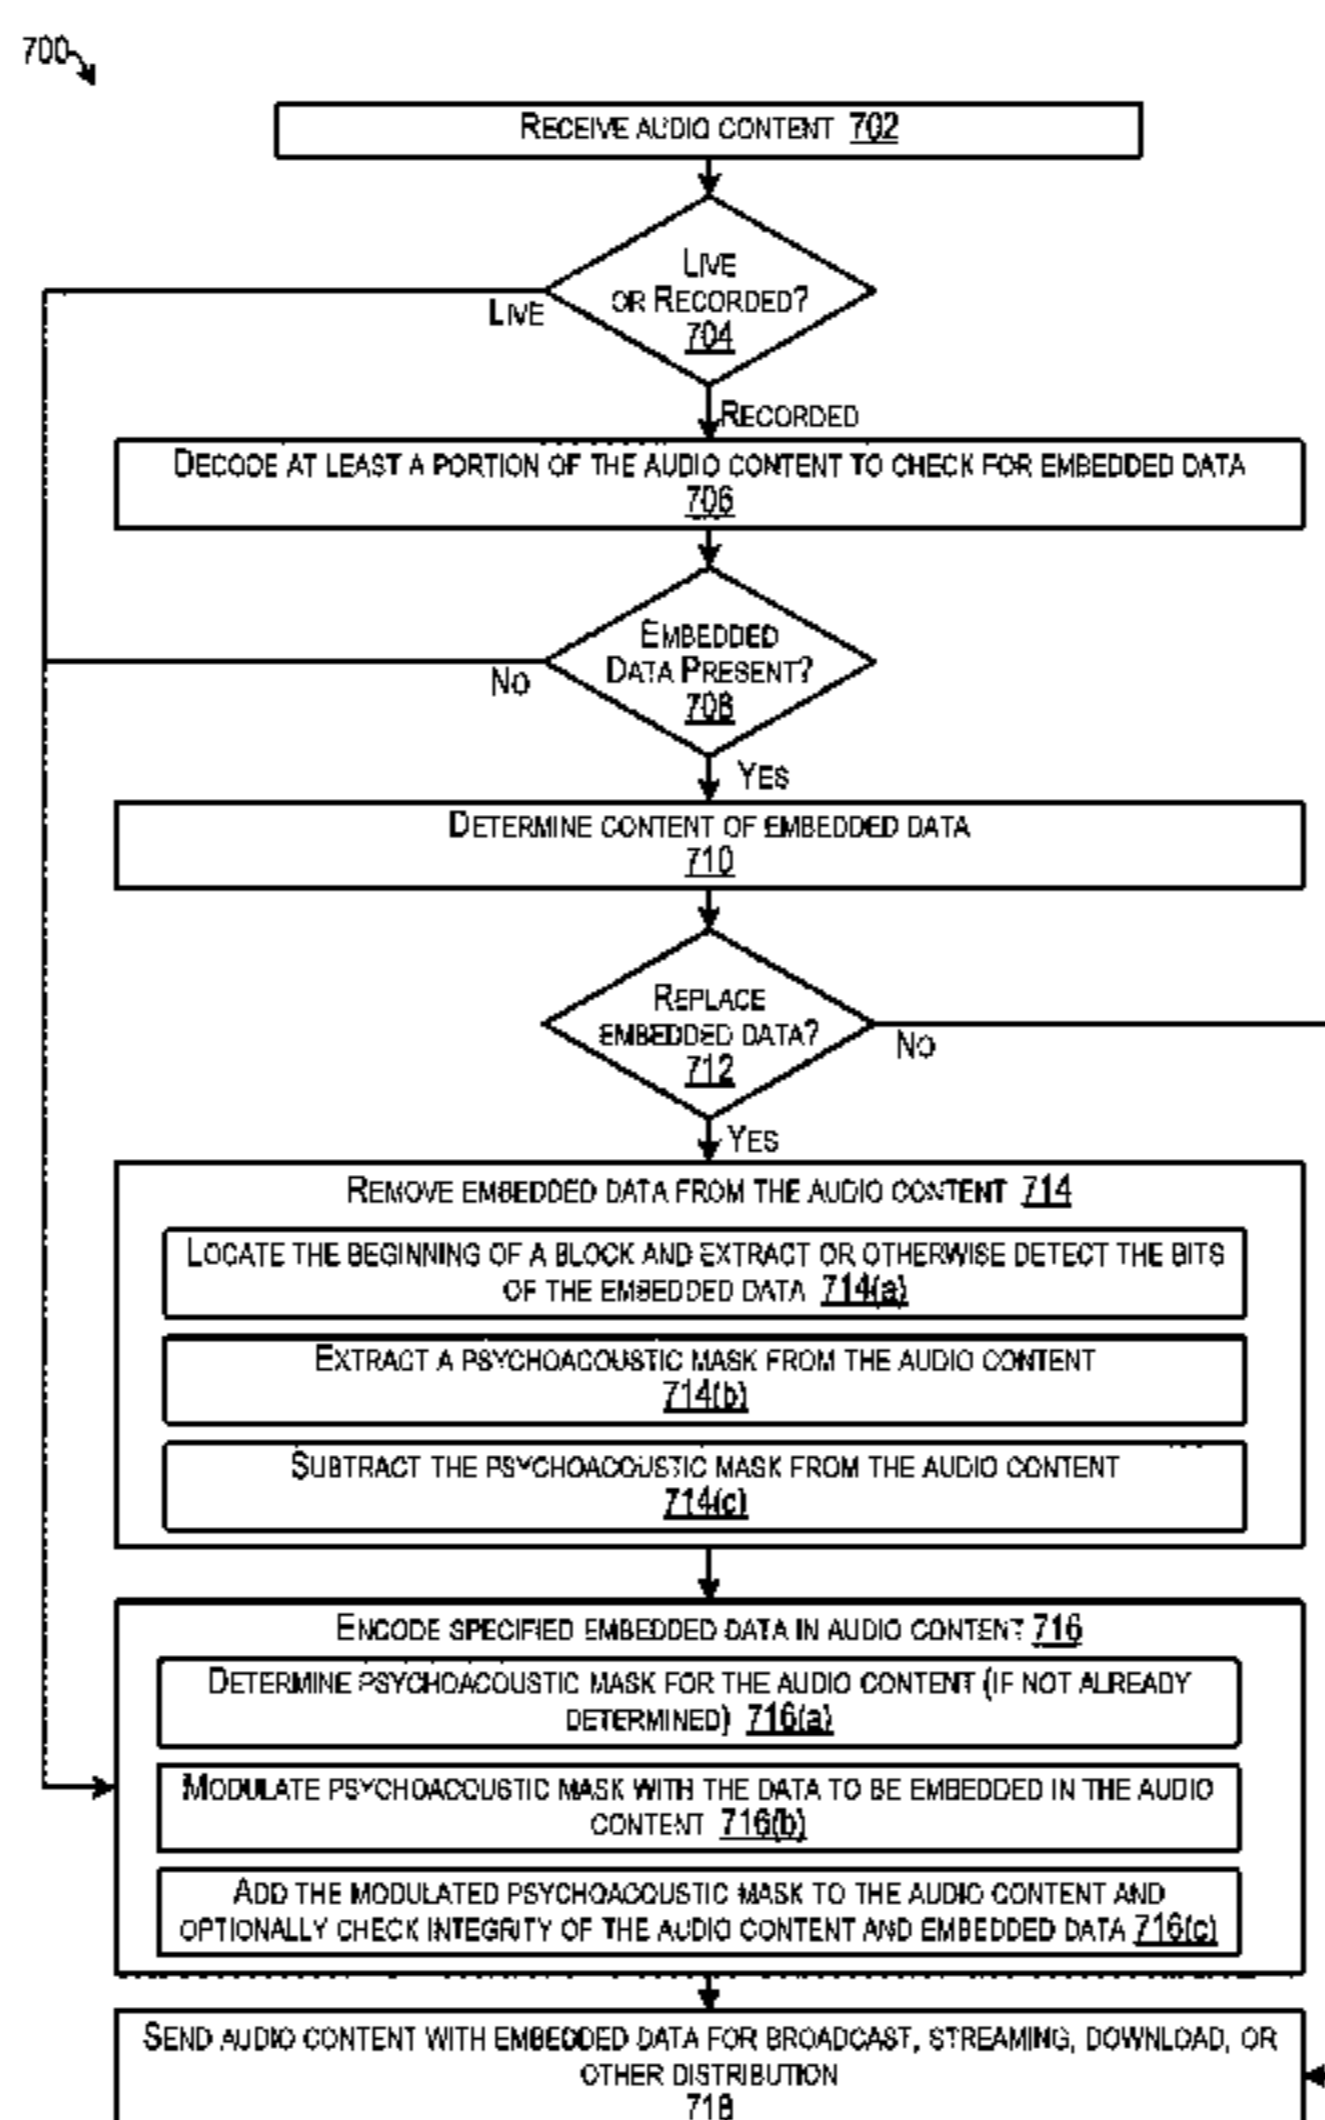 700
RECEIVE AUDIO CONTENT 702
LIVE
OR RECORDED?
704
LIVE
RECORDED
DECODE AT LEAST A PORTION OF THE AUDIO CONTENT TO CHECK FOR EMBEDDED DATA
706
EMBEDDED
DATA PRESENT?
708
NO
YES
DETERMINE CONTENT OF EMBEDDED DATA
710
REPLACE
EMBEDDED DATA?
712
NO
YES
REMOVE EMBEDDED DATA FROM THE AUDIO CONTENT 714
LOCATE THE BEGINNING OF A BLOCK AND EXTRACT OR OTHERWISE DETECT THE BITS
OF THE EMBEDDED DATA 714(a)
EXTRACT A PSYCHOACOUSTIC MASK FROM THE AUDIO CONTENT
714(b)
SUBTRACT THE PSYCHOACOUSTIC MASK FROM THE AUDIO CONTENT
714(c)
ENCODE SPECIFIED EMBEDDED DATA IN AUDIO CONTENT 716
DETERMINE PSYCHOACOUSTIC MASK FOR THE AUDIO CONTENT (IF NOT ALREADY
DETERMINED) 716(a)
MODULATE PSYCHOACOUSTIC MASK WITH THE DATA TO BE EMBEDDED IN THE AUDIO
CONTENT 716(b)
ADD THE MODULATED PSYCHOACOUSTIC MASK TO THE AUDIO CONTENT AND
OPTIONALLY CHECK INTEGRITY OF THE AUDIO CONTENT AND EMBEDDED DATA 716(c)
SEND AUDIO CONTENT WITH EMBEDDED DATA FOR BROADCAST, STREAMING, DOWNLOAD, OR
OTHER DISTRIBUTION
718